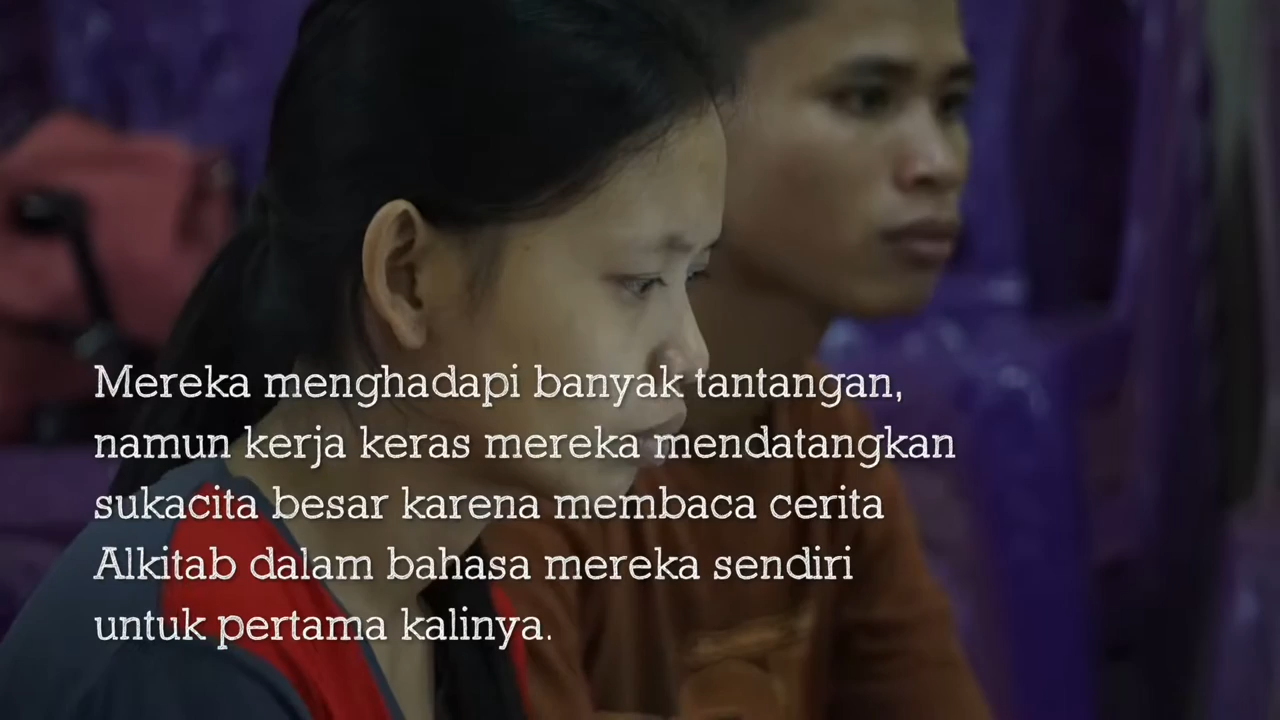 Mereka menghadapi banyak tantangan,
namun kerja keras mereka mendatangkan
sukacita besar karena membaca cerita
Alkitab dalam bahasa mereka sendiri
untuk pertama kalinya.